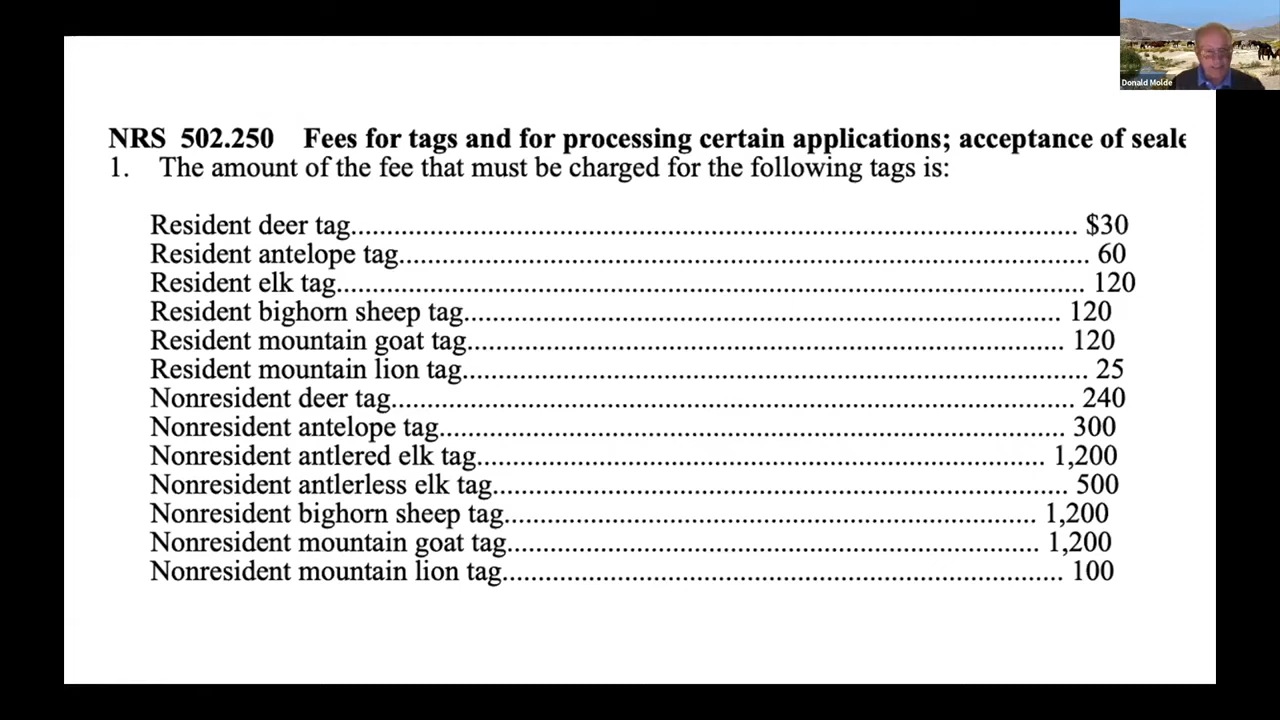 Donald Molde
NRS 502.250 Fees for tags and for processing certain applications; acceptance of seale
1. The amount of the fee that must be charged for the following tags is:
Resident deer tag.......................................................................................................... $30
Resident antelope tag.................................................................................................... 60
Resident elk tag............................................................................................................. 120
Resident bighorn sheep tag....................................................................................... 120
Resident mountain goat tag....................................................................................... 120
Resident mountain lion tag........................................................................................... 25
Nonresident deer tag.................................................................................................... 240
Nonresident antelope tag........................................................................................... 300
Nonresident antlered elk tag.................................................................................. 1,200
Nonresident antlerless elk tag.................................................................................... 500
Nonresident bighorn sheep tag............................................................................. 1,200
Nonresident mountain goat tag............................................................................. 1,200
Nonresident mountain lion tag................................................................................. 100